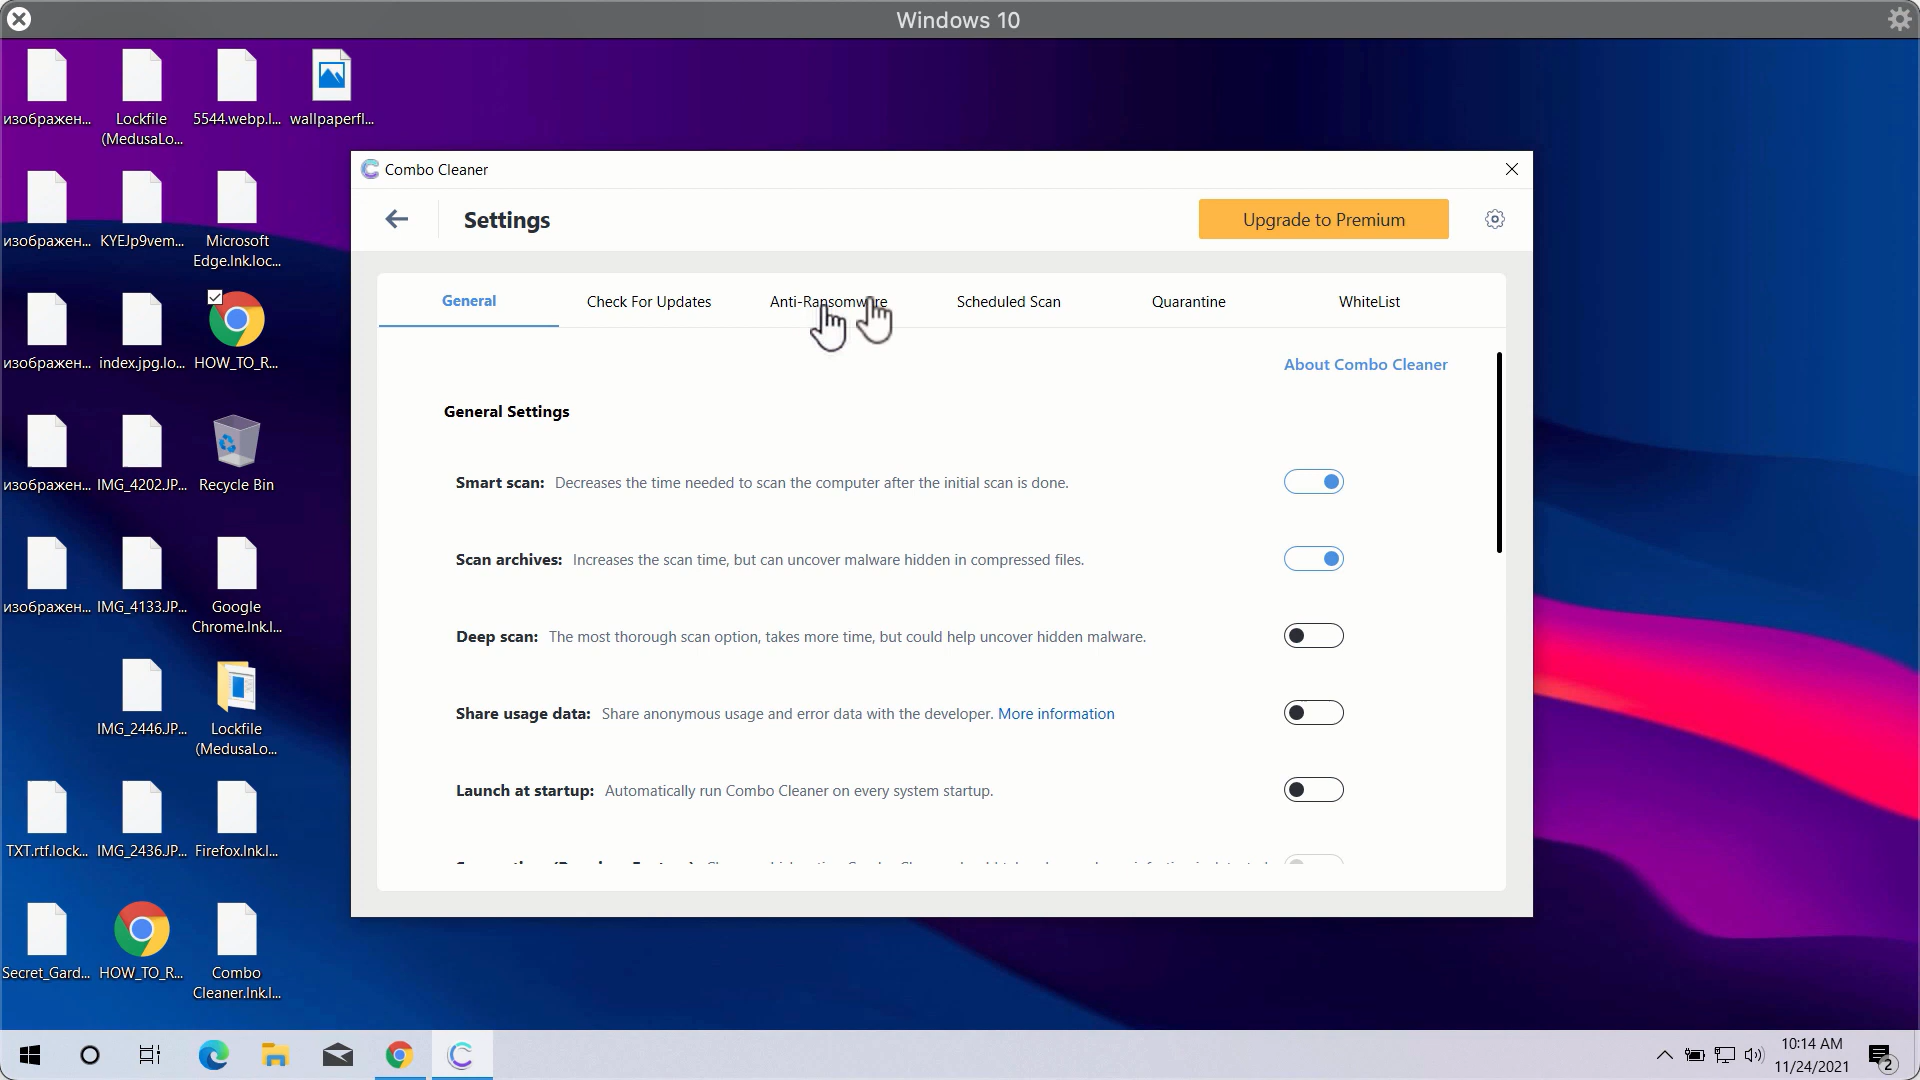 Windows 10
изображен...
Lockfile
(MedusaLo...
5544.webp.l...
wallpaperfl...
изображен...
KYEJp9vem...
Microsoft
Edge.lnk.loc...
изображен...
index.jpg.lo...
HOW_TO_R...
изображен...
IMG_4202.JP...
Recycle Bin
изображен...
IMG_4133.JP...
Google
Chrome.lnk.l...
IMG_2446.JP...
Lockfile
(MedusaLo...
TXT.rtf.lock...
IMG_2436.JP...
Firefox.lnk.l...
Secret_Gard...
HOW_TO_R...
Combo
Cleaner.lnk.l...
Combo Cleaner
Settings
Upgrade to Premium
General
Check For Updates
Anti-Ransomware
Scheduled Scan
Quarantine
WhiteList
About Combo Cleaner
General Settings
Smart scan: Decreases the time needed to scan the computer after the initial scan is done.
Scan archives: Increases the scan time, but can uncover malware hidden in compressed files.
Deep scan: The most thorough scan option, takes more time, but could help uncover hidden malware.
Share usage data: Share anonymous usage and error data with the developer. More information
Launch at startup: Automatically run Combo Cleaner on every system startup.
10:14 AM
11/24/2021
2